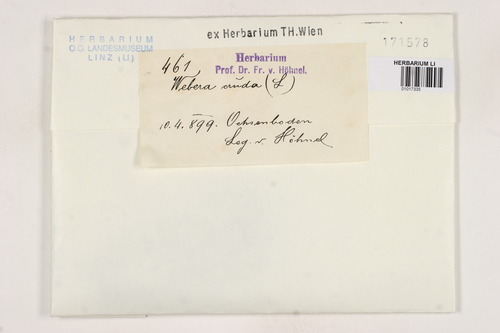 HERBARIUM
O.Ö. LANDESMUSEUM
LINZ (LI)
ex Herbarium TH.Wien
171578
HERBARIUM LI
461
Herbarium
Prof. Dr. Fr. v. Höhnel.
Webera nuda (L)
10.4.899. Ochsenboden
Leg. v. Höhnel